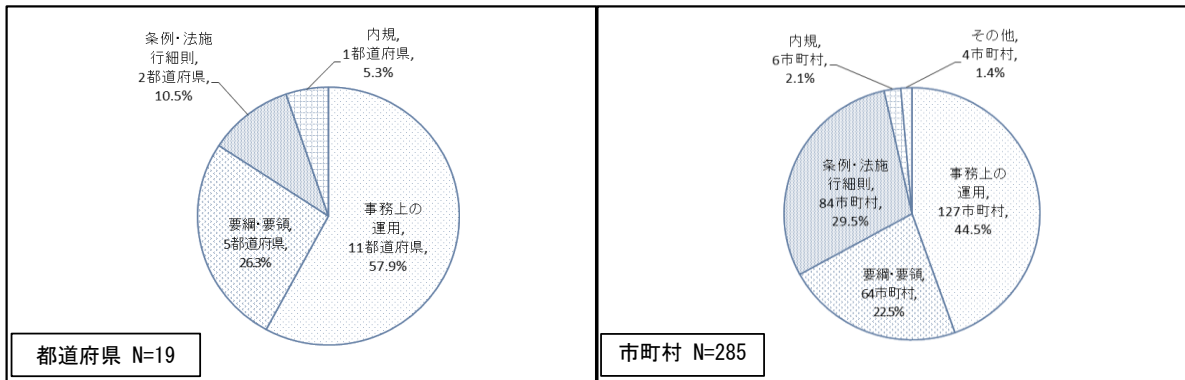 条例・法施
行細則,
2都道府県,
10.5%
内規,
1都道府県,
5.3%
事務上の
運用,
11都道府県,
57.9%
要綱・要領,
5都道府県,
26.3%
都道府県 N=19
内規,
6市町村,
2.1%
その他,
4市町村,
1.4%
条例・法施
行細則,
84市町村,
29.5%
事務上の
運用,
127市町村,
44.5%
要綱・要領,
64市町村,
22.5%
市町村 N=285